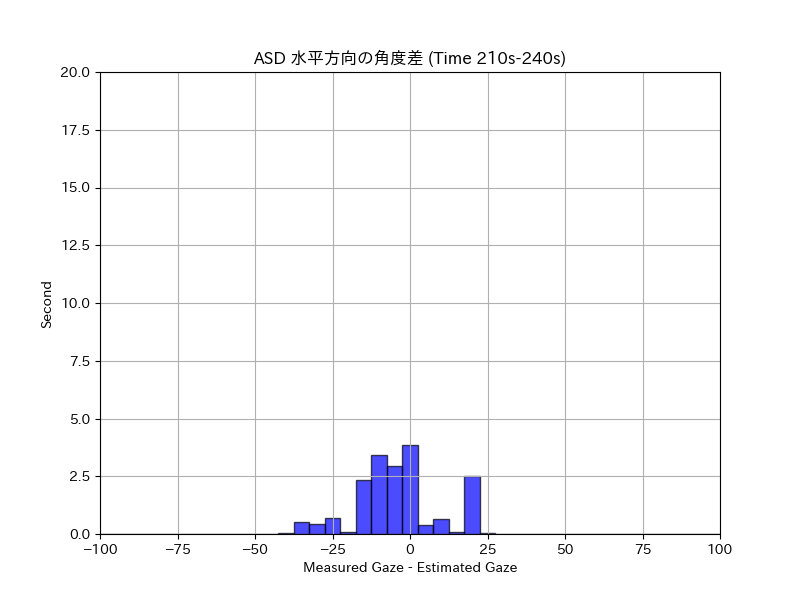 ASD 水平方向の角度差 (Time 210s-240s)
20.0
17.5
15.0
12.5
10.0
7.5
5.0
2.5
0.0
Second
−100 −75 −50 −25 0 25 50 75 100
Measured Gaze - Estimated Gaze